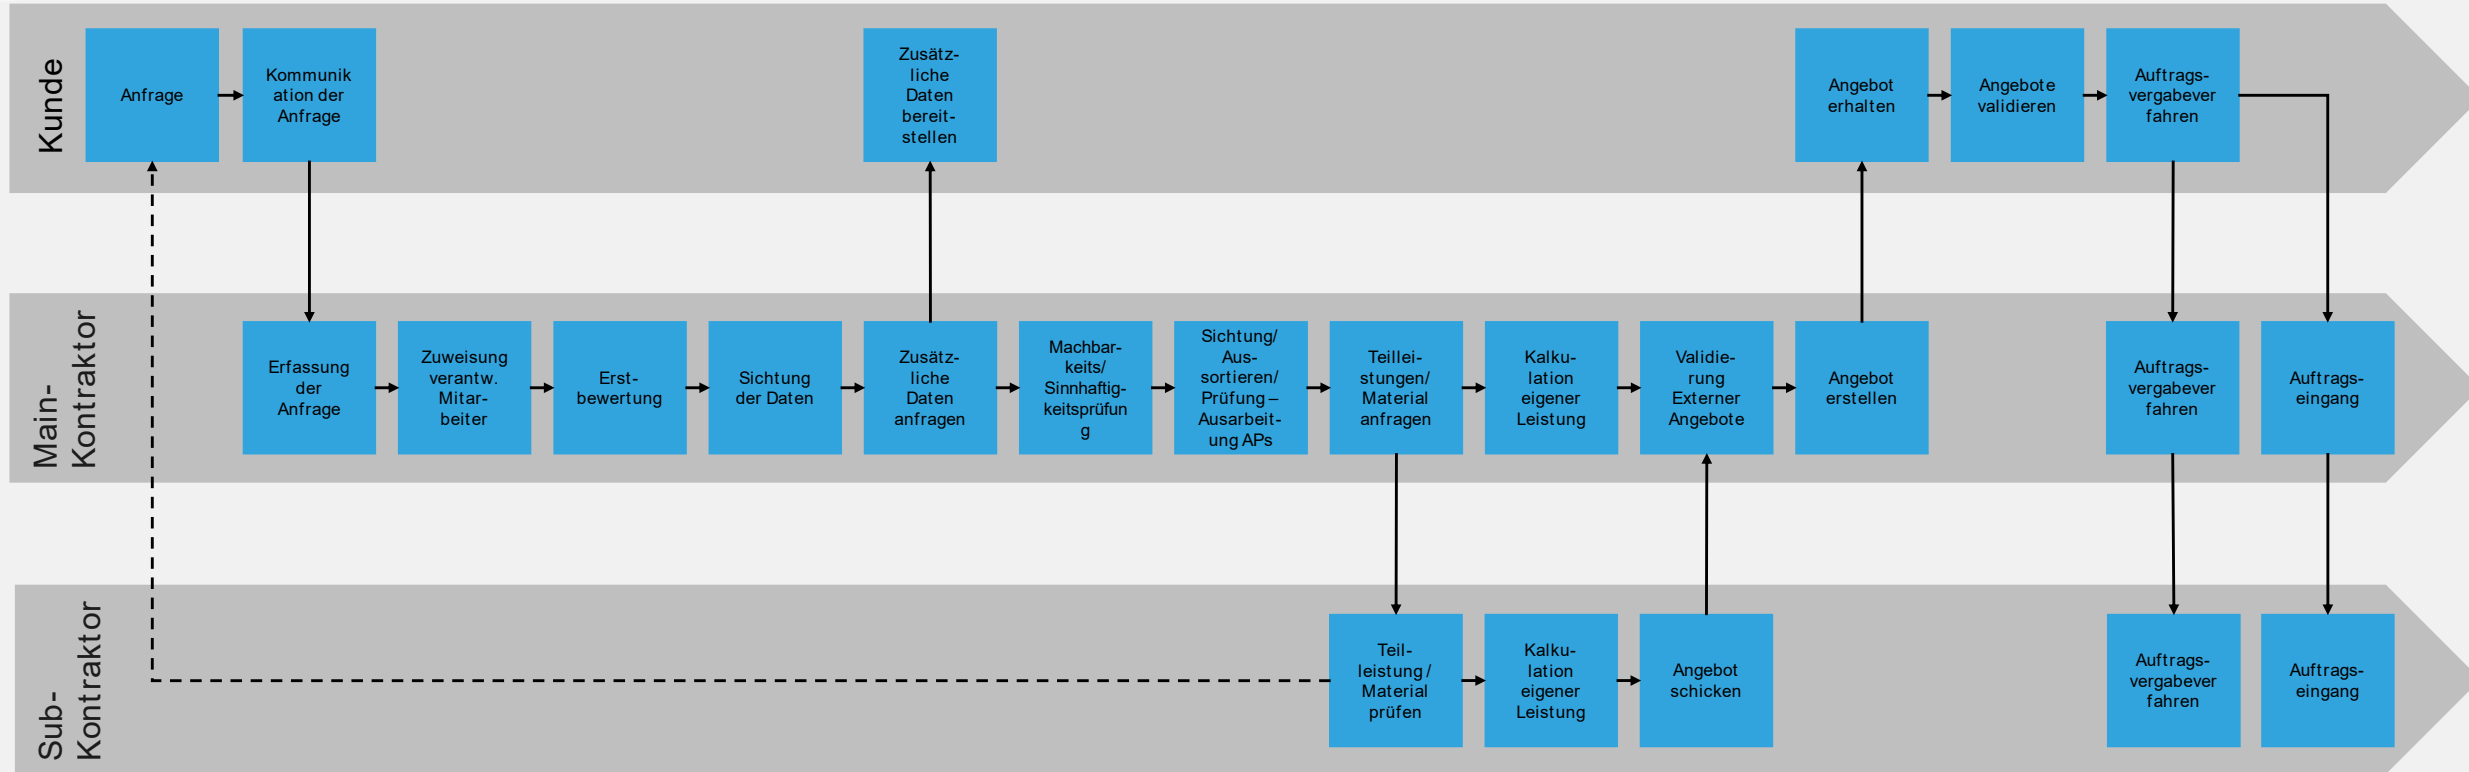 Kunde
Anfrage
Kommunik
ation der
Anfrage
Zusätz-
liche
Daten
bereit-
stellen
Angebot
erhalten
Angebote
validieren
Auftrags-
vergabever
fahren
Main-
Kontraktor
Erfassung
der
Anfrage
Zuweisung
verantw.
Mitar-
beiter
Erst-
bewertung
Sichtung
der Daten
Zusätz-
liche
Daten
anfragen
Machbar-
keits/
Sinnhaftig-
keitsprüfun
g
Sichtung/
Aus-
sortieren/
Prüfung –
Ausarbeit-
ung APs
Teillei-
stungen/
Material
anfragen
Kalku-
lation
eigener
Leistung
Validie-
rung
Externer
Angebote
Angebot
erstellen
Auftrags-
vergabever
fahren
Auftrags-
eingang
Sub-
Kontraktor
Teil-
leistung /
Material
prüfen
Kalku-
lation
eigener
Leistung
Angebot
schicken
Auftrags-
vergabever
fahren
Auftrags-
eingang